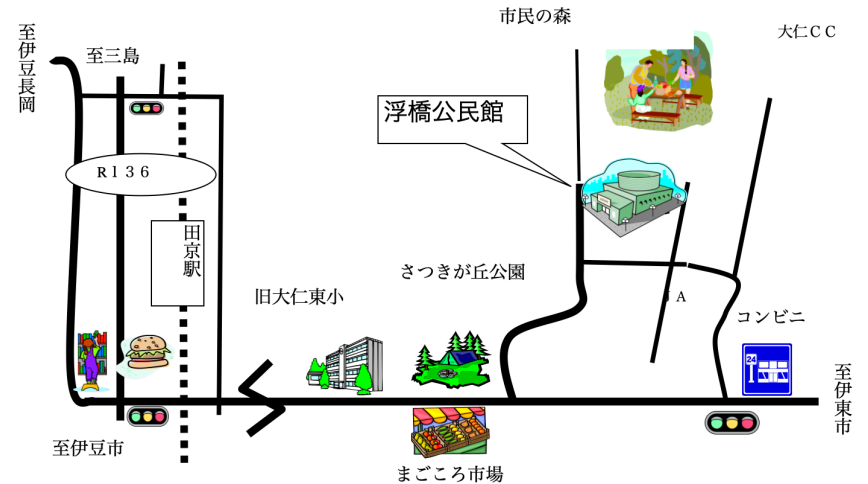 市民の森
大仁ＣＣ
至伊豆長岡
至三島
浮橋公民館
Ｒ１３６
田京駅
さつきが丘公園
旧大仁東小
ＪＡ
コンビニ
24
至伊東市
至伊豆市
まごころ市場